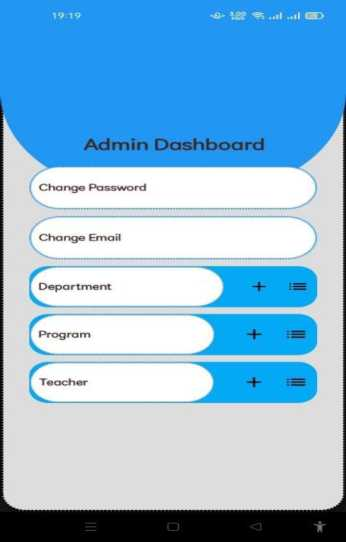 19:19
Admin Dashboard
Change Password
Change Email
Department
Program
Teacher